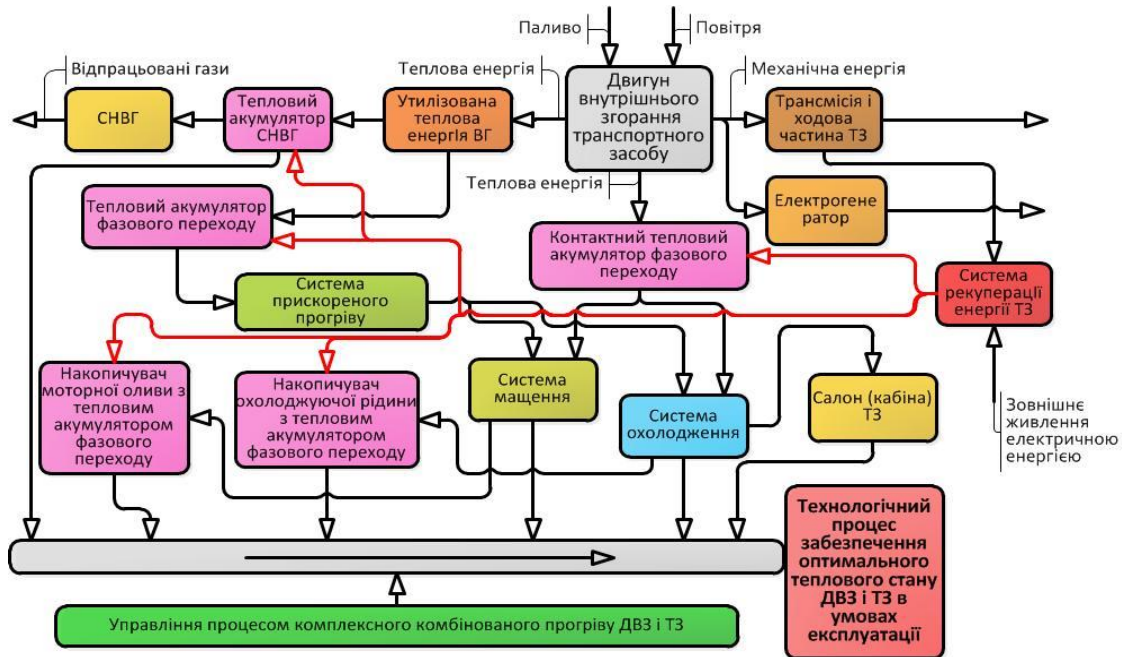 Паливо
Повітря
Відпрацьовані гази
Теплова енергія
Механічна енергія
СНВГ
Тепловий
акумулятор
СНВГ
Утилізована
теплова
енергія ВГ
Двигун
внутрішнього
згорання
транспортного
засобу
Трансмісія і
ходова
частина ТЗ
Теплова енергія
Тепловий акумулятор
фазового переходу
Контактний тепловий
акумулятор фазового
переходу
Електрогене
ратор
Система
прискореного
прогріву
Система
рекуперації
енергії ТЗ
Накопичувач
моторної оливи з
тепловим
акумулятором
фазового
переходу
Накопичувач
охолоджуючої рідини
з тепловим
акумулятором
фазового переходу
Система
мащення
Система
охолодження
Салон (кабіна)
ТЗ
Зовнішнє
живлення
електричною
енергією
Технологічний
процес
забезпечення
оптимального
теплового стану
ДВЗ і ТЗ в
умовах
експлуатації
Управління процесом комплексного комбінованого прогріву ДВЗ і ТЗ